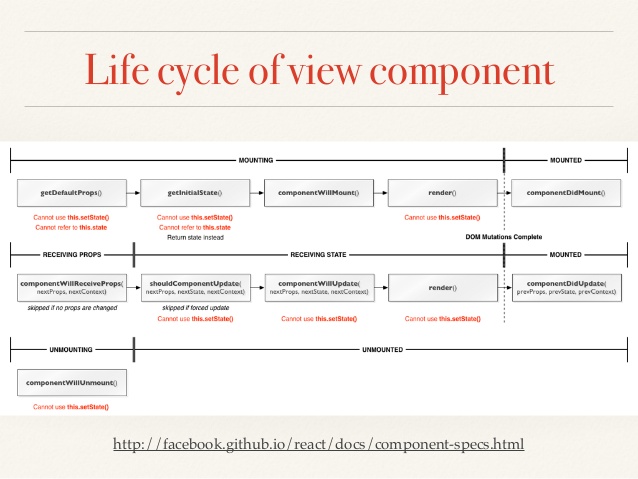 Life cycle of view component
MOUNTING MOUNTED
getDefaultProps() getInitialState() componentWillMount() render() componentDidMount()
Cannot use this.setState() Cannot use this.setState() Cannot use this.setState()
Cannot refer to this.state Cannot refer to this.state
Return state instead DOM Mutations Complete
RECEIVING PROPS RECEIVING STATE MOUNTED
componentWillReceiveProps( shouldComponentUpdate( componentWillUpdate( render() componentDidUpdate(
nextProps, nextContext) nextProps, nextState, nextContext) nextProps, nextState, nextContext) prevProps, prevState, prevContext)
skipped if no props are changed skipped if forced update
Cannot use this.setState() Cannot use this.setState() Cannot use this.setState()
UNMOUNTING UNMOUNTED
componentWillUnmount()
Cannot use this.setState()
http://facebook.github.io/react/docs/component-specs.html